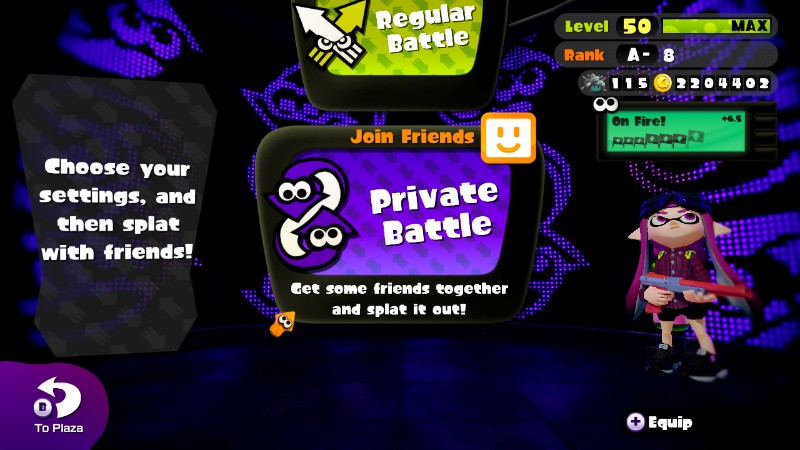 Regular
Battle
Level 50 MAX
Rank A- 8
115 2204402
On Fire! +6.5
Join Friends
Private
Battle
Get some friends together
and splat it out!
Choose your
settings, and
then splat
with friends!
B
To Plaza
+ Equip